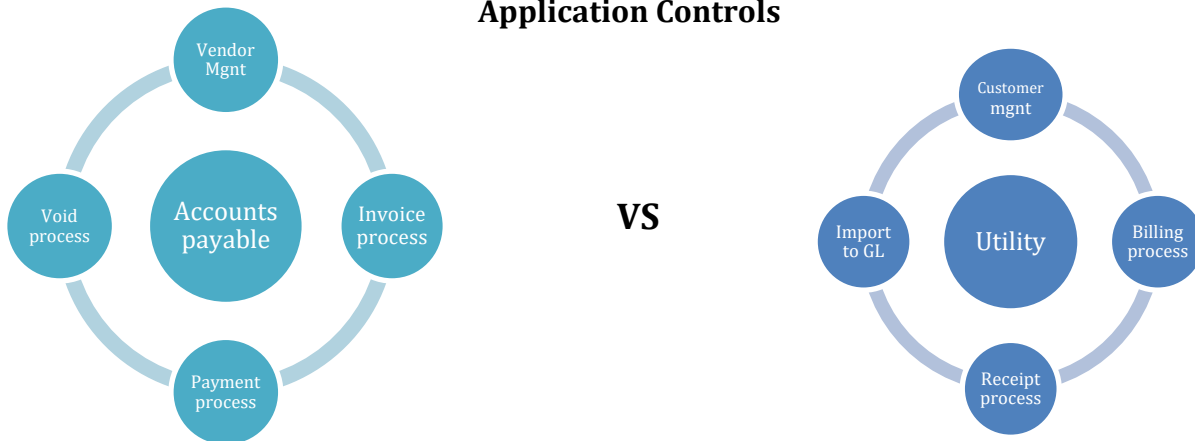 Application Controls
Vendor
Mgnt
Void
process
Accounts
payable
Invoice
process
Payment
process
VS
Customer
mgnt
Import
to GL
Utility
Billing
process
Receipt
process